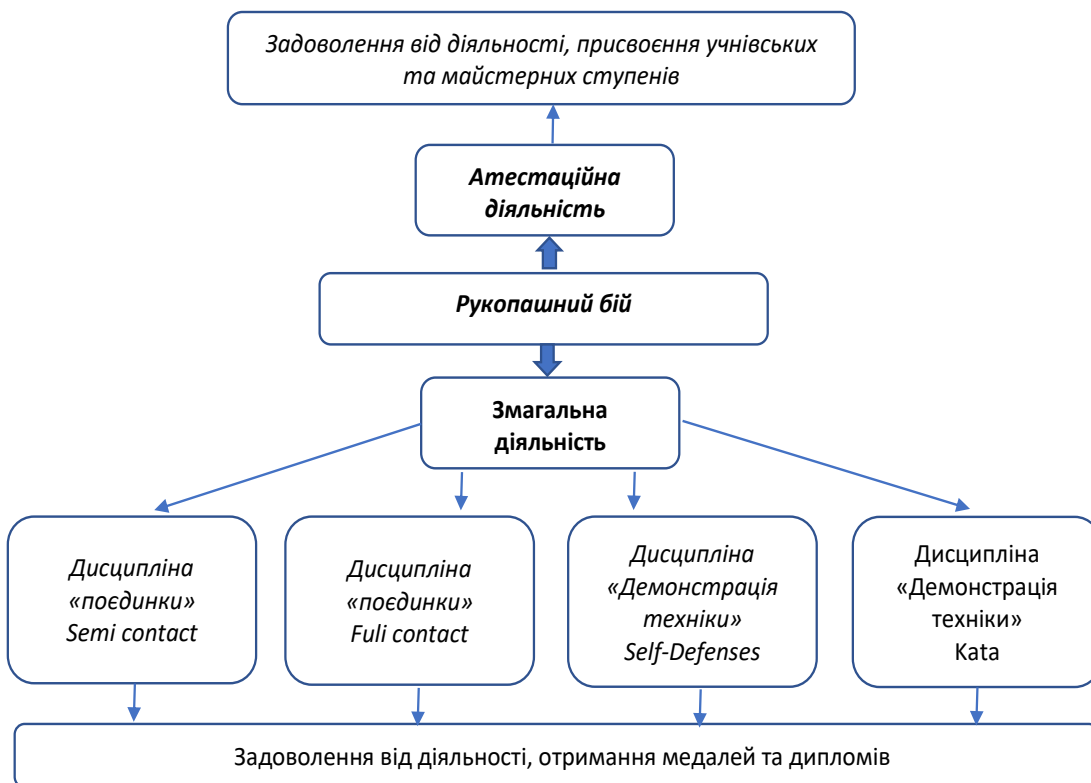 Задоволення від діяльності, присвоєння учнівських
та майстерних ступенів
Атестаційна
діяльність
Рукопашний бій
Змагальна
діяльність
Дисципліна
«поєдинки»
Semi contact
Дисципліна
«поєдинки»
Fuli contact
Дисципліна
«Демонстрація
техніки»
Self-Defenses
Дисципліна
«Демонстрація
техніки»
Kata
Задоволення від діяльності, отримання медалей та дипломів